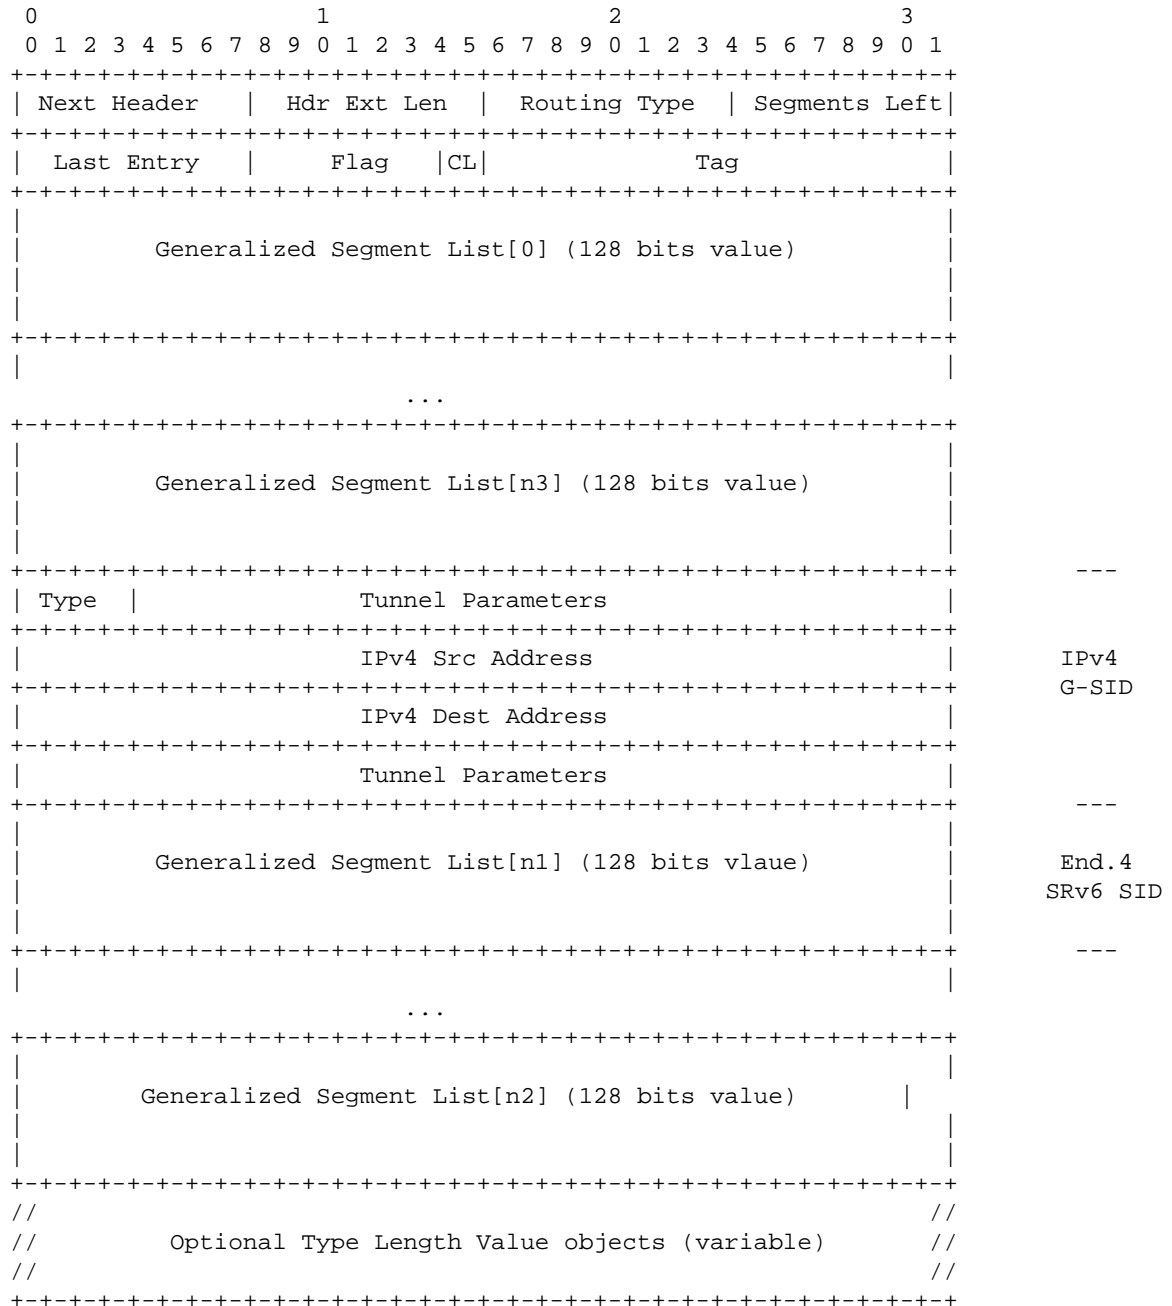 0                   1                   2                   3
 0 1 2 3 4 5 6 7 8 9 0 1 2 3 4 5 6 7 8 9 0 1 2 3 4 5 6 7 8 9 0 1
+-+-+-+-+-+-+-+-+-+-+-+-+-+-+-+-+-+-+-+-+-+-+-+-+-+-+-+-+-+-+-+-+
| Next Header   |  Hdr Ext Len  |  Routing Type  | Segments Left|
+-+-+-+-+-+-+-+-+-+-+-+-+-+-+-+-+-+-+-+-+-+-+-+-+-+-+-+-+-+-+-+-+
|  Last Entry   |     Flag   |CL|              Tag              |
+-+-+-+-+-+-+-+-+-+-+-+-+-+-+-+-+-+-+-+-+-+-+-+-+-+-+-+-+-+-+-+-+
|                                                               |
|         Generalized Segment List[0] (128 bits value)          |
|                                                               |
|                                                               |
+-+-+-+-+-+-+-+-+-+-+-+-+-+-+-+-+-+-+-+-+-+-+-+-+-+-+-+-+-+-+-+-+
|                                                               |
                           ...
+-+-+-+-+-+-+-+-+-+-+-+-+-+-+-+-+-+-+-+-+-+-+-+-+-+-+-+-+-+-+-+-+
|                                                               |
|         Generalized Segment List[n3] (128 bits value)         |
|                                                               |
|                                                               |
+-+-+-+-+-+-+-+-+-+-+-+-+-+-+-+-+-+-+-+-+-+-+-+-+-+-+-+-+-+-+-+-+        ---
| Type  |               Tunnel Parameters                       |
+-+-+-+-+-+-+-+-+-+-+-+-+-+-+-+-+-+-+-+-+-+-+-+-+-+-+-+-+-+-+-+-+
|                       IPv4 Src Address                        |       IPv4
+-+-+-+-+-+-+-+-+-+-+-+-+-+-+-+-+-+-+-+-+-+-+-+-+-+-+-+-+-+-+-+-+       G-SID
|                       IPv4 Dest Address                       |
+-+-+-+-+-+-+-+-+-+-+-+-+-+-+-+-+-+-+-+-+-+-+-+-+-+-+-+-+-+-+-+-+
|                       Tunnel Parameters                       |
+-+-+-+-+-+-+-+-+-+-+-+-+-+-+-+-+-+-+-+-+-+-+-+-+-+-+-+-+-+-+-+-+        ---
|                                                               |
|         Generalized Segment List[n1] (128 bits vlaue)         |       End.4
|                                                               |      SRv6 SID
|                                                               |
+-+-+-+-+-+-+-+-+-+-+-+-+-+-+-+-+-+-+-+-+-+-+-+-+-+-+-+-+-+-+-+-+        ---
|                                                               |
                           ...
+-+-+-+-+-+-+-+-+-+-+-+-+-+-+-+-+-+-+-+-+-+-+-+-+-+-+-+-+-+-+-+-+
|                                                               |
|        Generalized Segment List[n2] (128 bits value)       |
|                                                               |
|                                                               |
+-+-+-+-+-+-+-+-+-+-+-+-+-+-+-+-+-+-+-+-+-+-+-+-+-+-+-+-+-+-+-+-+
//                                                             //
//         Optional Type Length Value objects (variable)       //
//                                                             //
+-+-+-+-+-+-+-+-+-+-+-+-+-+-+-+-+-+-+-+-+-+-+-+-+-+-+-+-+-+-+-+-+